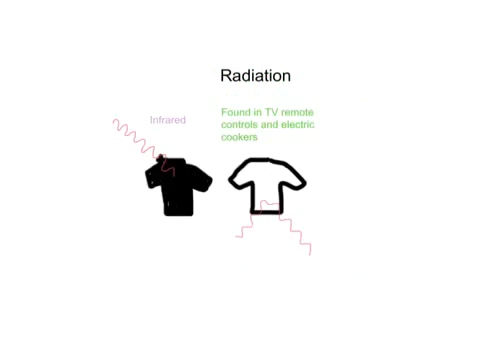 Radiation
Infrared
Found in TV remote
controls and electric
cookers